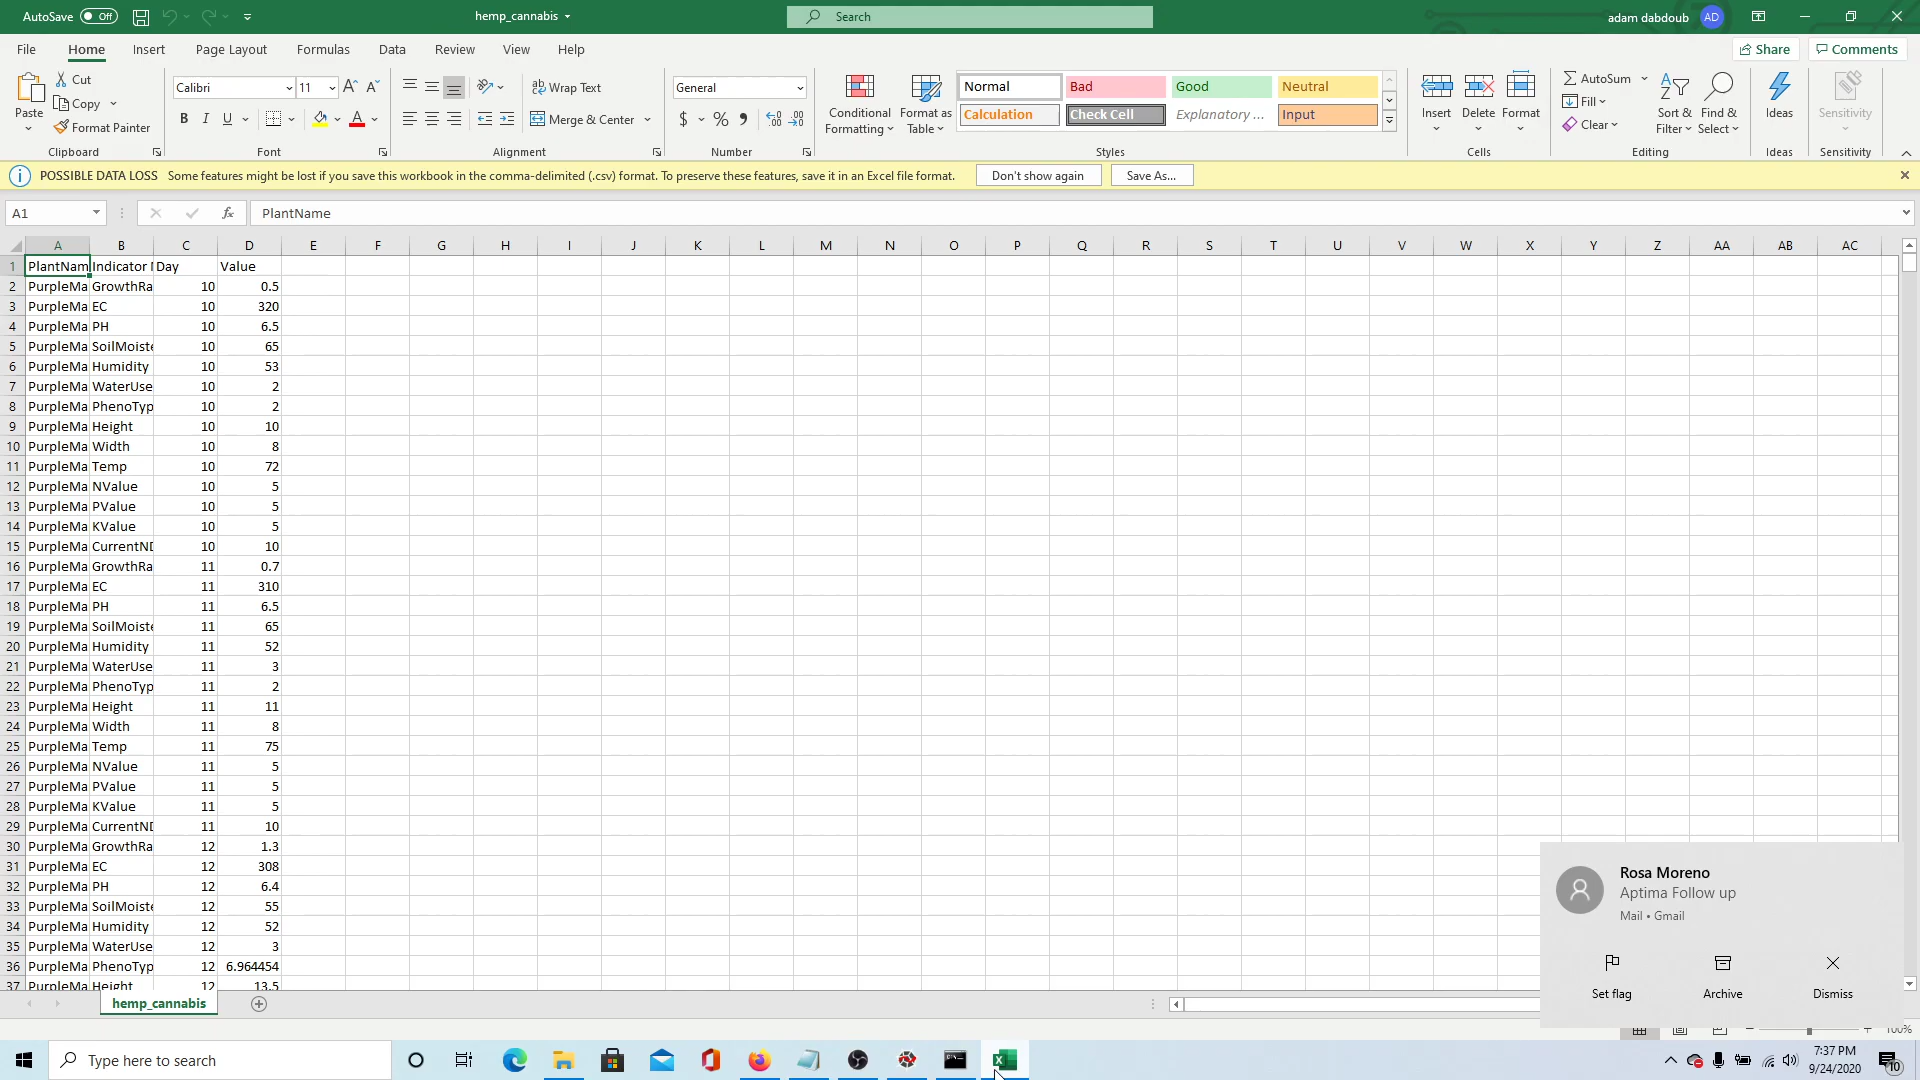 AutoSave Off hemp_cannabis Search adam dabdoub AD
File Home Insert Page Layout Formulas Data Review View Help Share Comments
Cut
Copy
Paste
Format Painter
Clipboard
Calibri 11
B I U
Font
Wrap Text
Merge & Center
Alignment
General
$ %
Number
Conditional Formatting
Format as Table
Normal Bad Good Neutral
Calculation Check Cell Explanatory ... Input
Styles
Insert Delete Format
Cells
AutoSum
Fill
Clear
Sort & Filter
Find & Select
Editing
Ideas
Ideas
Sensitivity
Sensitivity
POSSIBLE DATA LOSS Some features might be lost if you save this workbook in the comma-delimited (.csv) format. To preserve these features, save it in an Excel file format. Don't show again Save As...
A1 fx PlantName
A B C D E F G H I J K L M N O P Q R S T U V W X Y Z AA AB AC
1 PlantNam Indicator Day Value
2 PurpleMa GrowthRa 10 0.5
3 PurpleMa EC 10 320
4 PurpleMa PH 10 6.5
5 PurpleMa SoilMoiste 10 65
6 PurpleMa Humidity 10 53
7 PurpleMa WaterUse 10 2
8 PurpleMa PhenoTyp 10 2
9 PurpleMa Height 10 10
10 PurpleMa Width 10 8
11 PurpleMa Temp 10 72
12 PurpleMa NValue 10 5
13 PurpleMa PValue 10 5
14 PurpleMa KValue 10 5
15 PurpleMa CurrentND 10 10
16 PurpleMa GrowthRa 11 0.7
17 PurpleMa EC 11 310
18 PurpleMa PH 11 6.5
19 PurpleMa SoilMoiste 11 65
20 PurpleMa Humidity 11 52
21 PurpleMa WaterUse 11 3
22 PurpleMa PhenoTyp 11 2
23 PurpleMa Height 11 11
24 PurpleMa Width 11 8
25 PurpleMa Temp 11 75
26 PurpleMa NValue 11 5
27 PurpleMa PValue 11 5
28 PurpleMa KValue 11 5
29 PurpleMa CurrentND 11 10
30 PurpleMa GrowthRa 12 1.3
31 PurpleMa EC 12 308
32 PurpleMa PH 12 6.4
33 PurpleMa SoilMoiste 12 55
34 PurpleMa Humidity 12 52
35 PurpleMa WaterUse 12 3
36 PurpleMa PhenoTyp 12 6.964454
37 PurpleMa Height 12 13.5
Rosa Moreno
Aptima Follow up
Mail • Gmail
Set flag Archive Dismiss
hemp_cannabis
100%
Type here to search
7:37 PM
9/24/2020
10